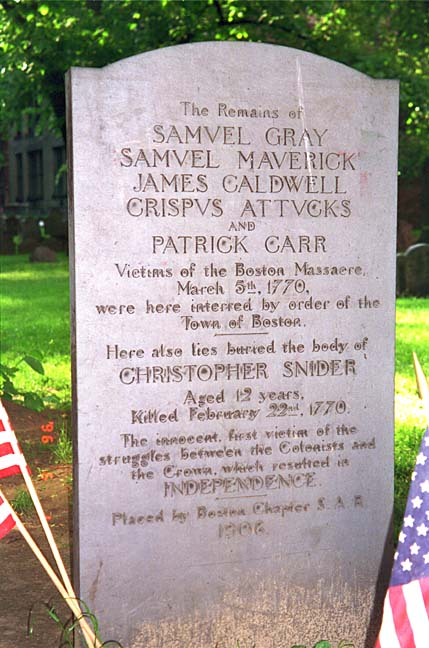 The Remains of
SAMVEL GRAY
SAMVEL MAVERICK
JAMES CALDWELL
CRISPVS ATTVCKS
AND
PATRICK CARR
Victims of the Boston Massacre,
March 5th, 1770,
were here interred by order of the
Town of Boston.
Here also lies buried the body of
CHRISTOPHER SNIDER
Aged 12 years,
Killed February 22nd, 1770.
The innocent, first victim of the
struggles between the Colonists and
the Crown, which resulted in
INDEPENDENCE.
Placed by Boston Chapter S.A.R.
1906.